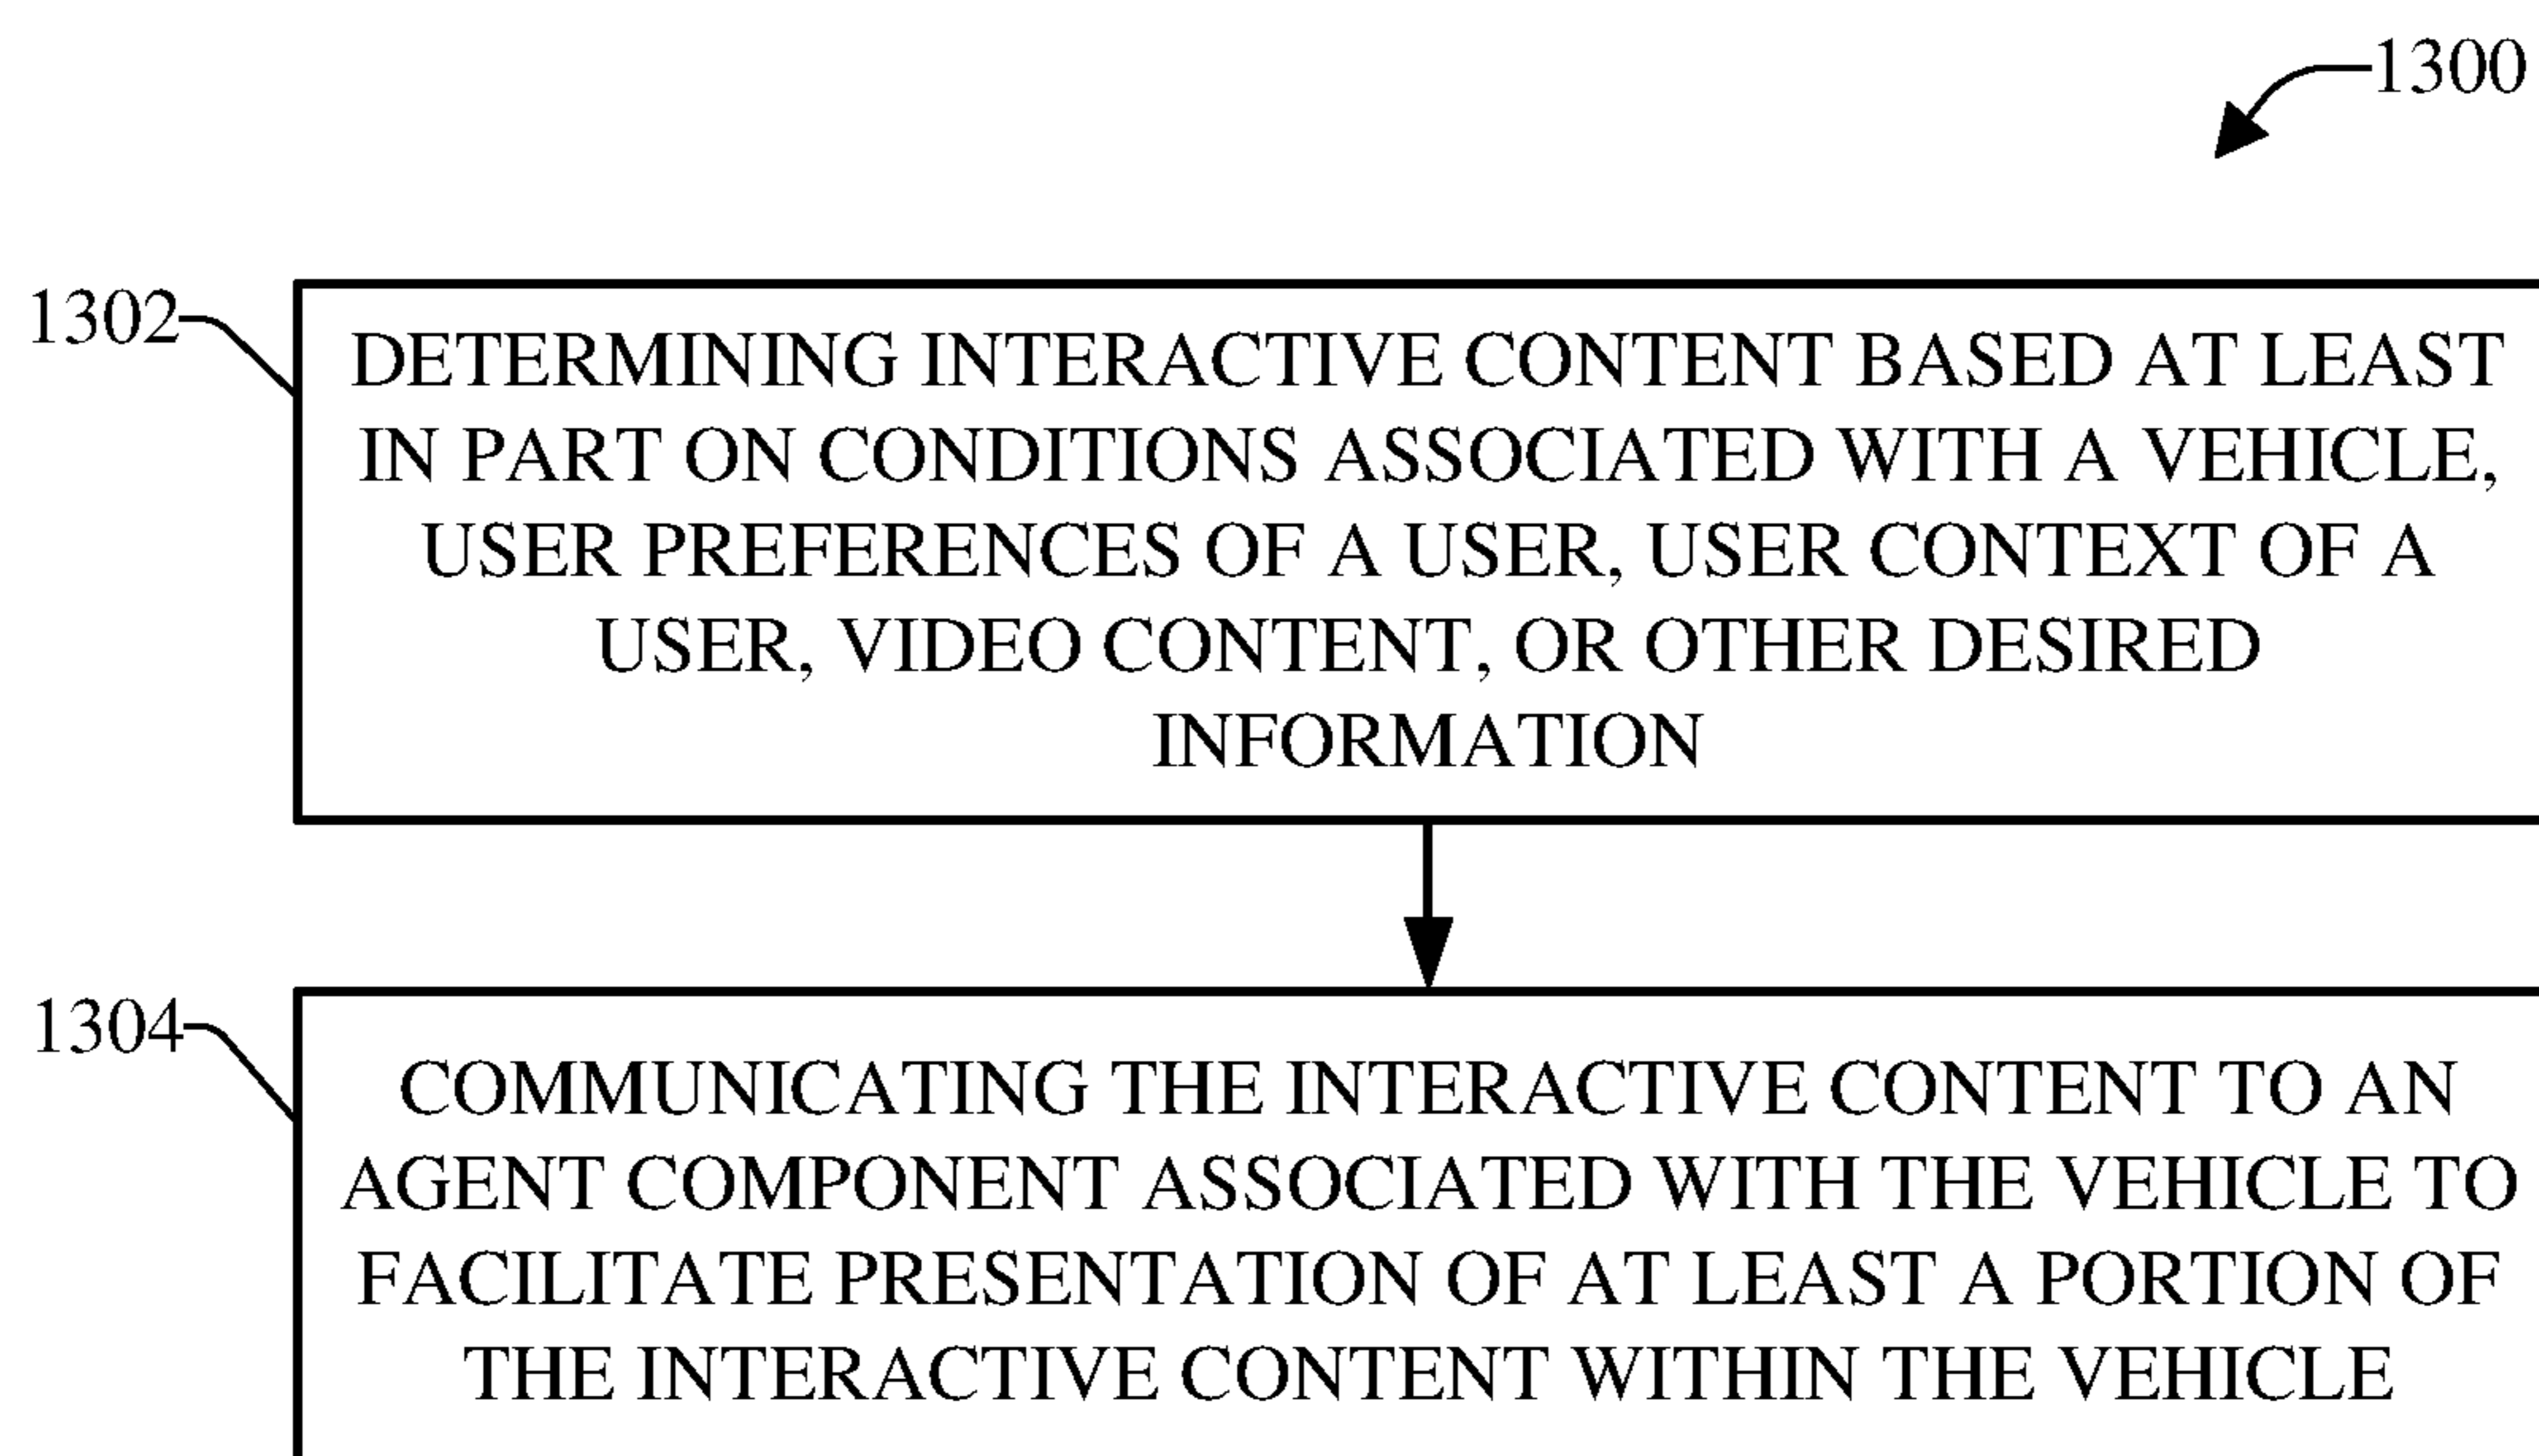 1300
1302
DETERMINING INTERACTIVE CONTENT BASED AT LEAST
IN PART ON CONDITIONS ASSOCIATED WITH A VEHICLE,
USER PREFERENCES OF A USER, USER CONTEXT OF A
USER, VIDEO CONTENT, OR OTHER DESIRED
INFORMATION
1304
COMMUNICATING THE INTERACTIVE CONTENT TO AN
AGENT COMPONENT ASSOCIATED WITH THE VEHICLE TO
FACILITATE PRESENTATION OF AT LEAST A PORTION OF
THE INTERACTIVE CONTENT WITHIN THE VEHICLE